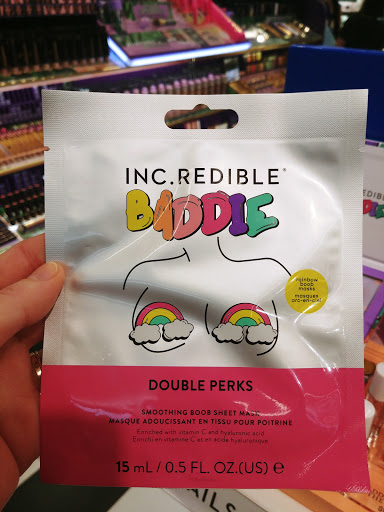 INC.REDIBLE®
BADDIE
rainbow
boob
masks
masques
arc-en-ciel
DOUBLE PERKS
SMOOTHING BOOB SHEET MASK
MASQUE ADOUCISSANT EN TISSU POUR POITRINE
Enriched with vitamin C and hyaluronic acid
Enrichi en vitamine C et en acide hyaluronique
15 mL / 0.5 FL. OZ.(US) ℮
AILS